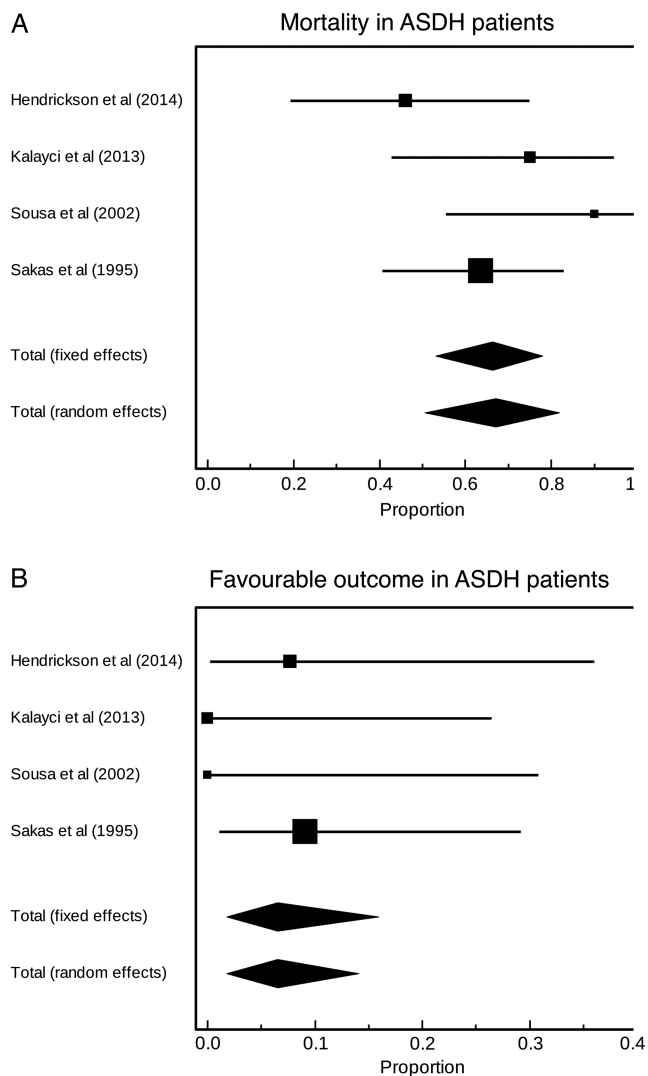 A
Mortality in ASDH patients
Hendrickson et al (2014)
Kalayci et al (2013)
Sousa et al (2002)
Sakas et al (1995)
Total (fixed effects)
Total (random effects)
0.0 0.2 0.4 0.6 0.8 1
Proportion
B
Favourable outcome in ASDH patients
Hendrickson et al (2014)
Kalayci et al (2013)
Sousa et al (2002)
Sakas et al (1995)
Total (fixed effects)
Total (random effects)
0.0 0.1 0.2 0.3 0.4
Proportion